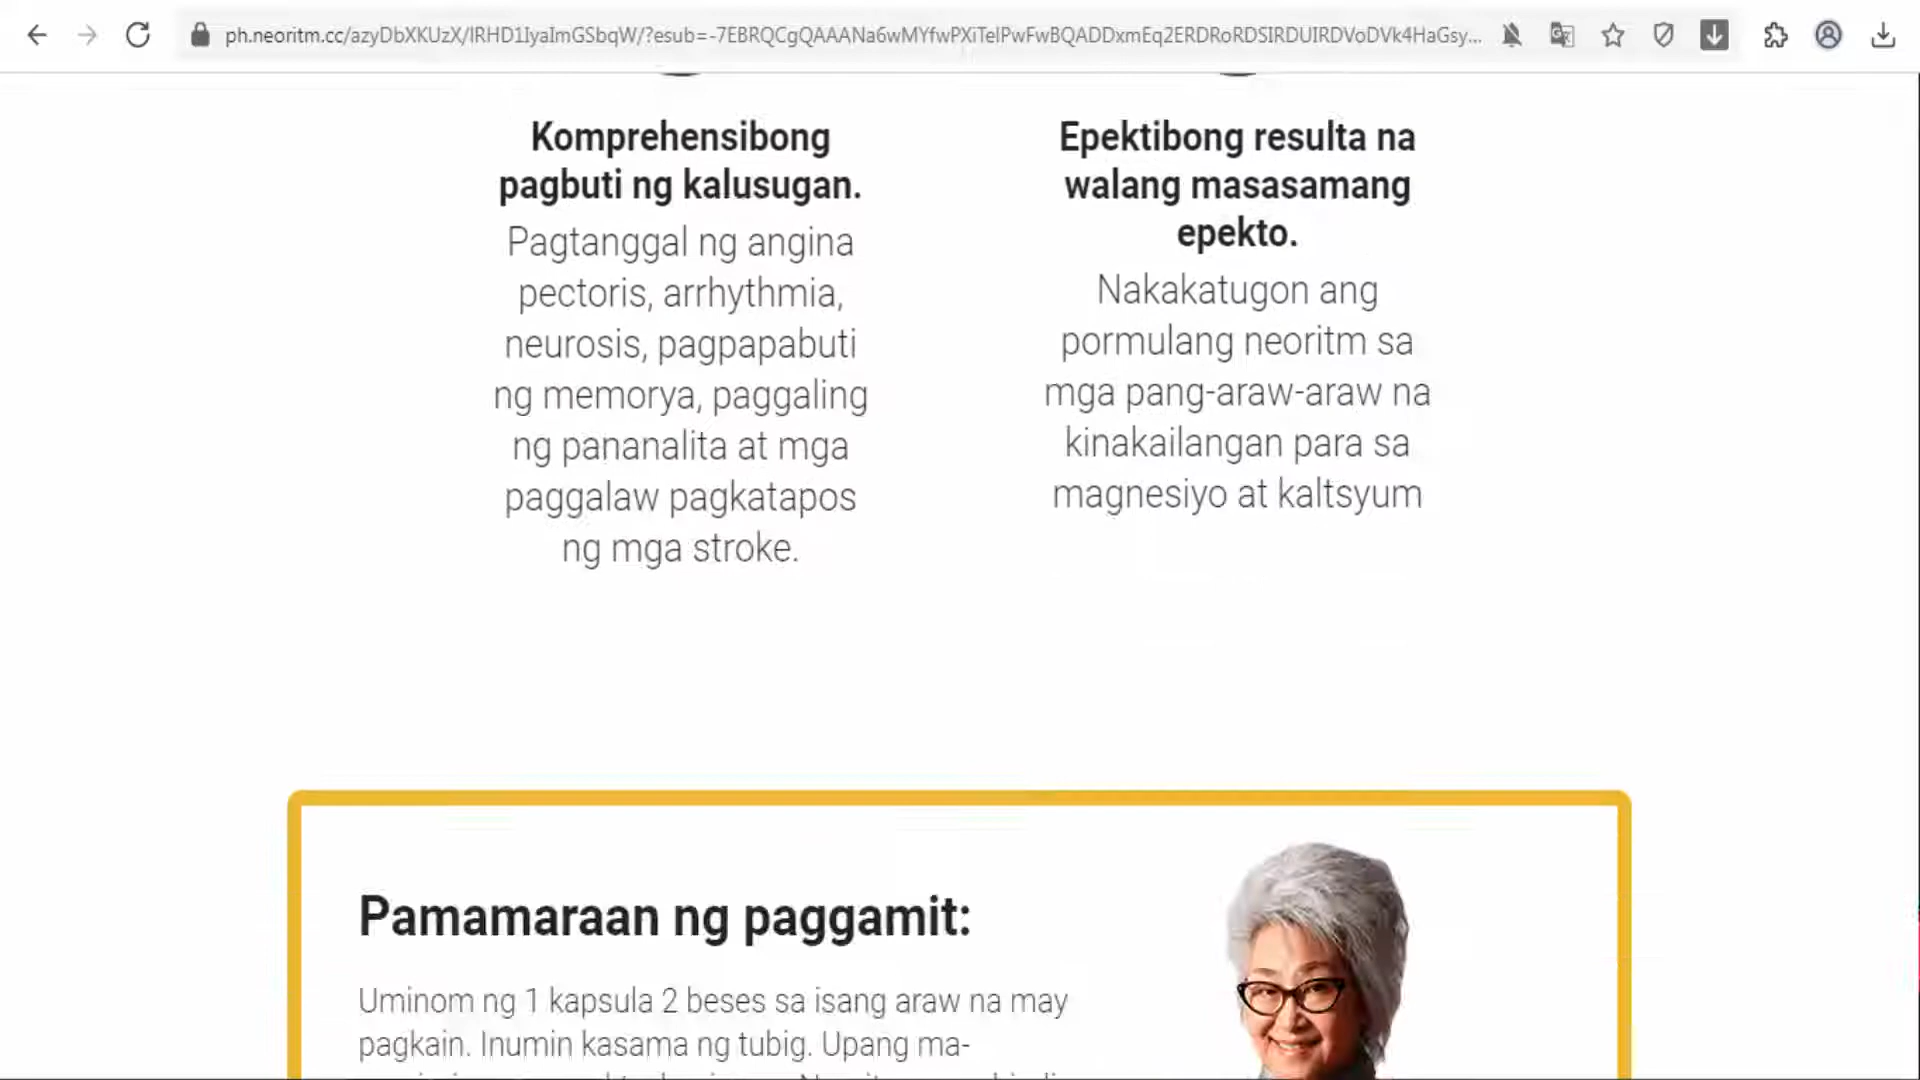 ph.neoritm.cc/azyDbXKUzX/lRHD1IyaImGSbqW/?esub=-7EBRQCgQAAANa6wMYfwPXiTelPwFwBQADDxmEq2ERDRoRDSIRDUIRDVoDVk4HaGsy...
Komprehensibong
pagbuti ng kalusugan.
Pagtanggal ng angina
pectoris, arrhythmia,
neurosis, pagpapabuti
ng memorya, paggaling
ng pananalita at mga
paggalaw pagkatapos
ng mga stroke.
Epektibong resulta na
walang masasamang
epekto.
Nakakatugon ang
pormulang neoritm sa
mga pang-araw-araw na
kinakailangan para sa
magnesiyo at kaltsyum
Pamamaraan ng paggamit:
Uminom ng 1 kapsula 2 beses sa isang araw na may
pagkain. Inumin kasama ng tubig. Upang ma-